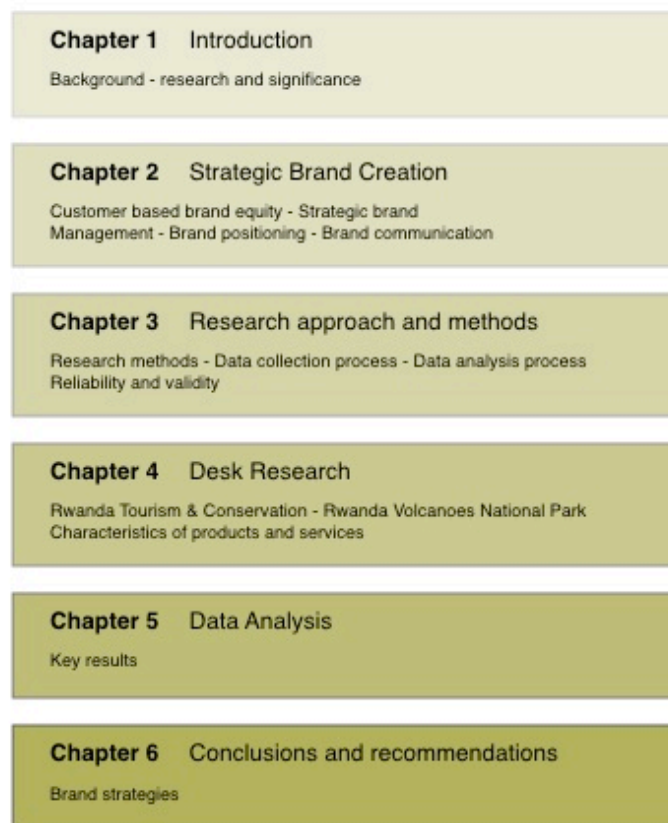 Chapter 1 Introduction
Background - research and significance
Chapter 2 Strategic Brand Creation
Customer based brand equity - Strategic brand
Management - Brand positioning - Brand communication
Chapter 3 Research approach and methods
Research methods - Data collection process - Data analysis process
Reliability and validity
Chapter 4 Desk Research
Rwanda Tourism & Conservation - Rwanda Volcanoes National Park
Characteristics of products and services
Chapter 5 Data Analysis
Key results
Chapter 6 Conclusions and recommendations
Brand strategies